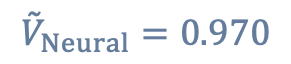 Ṽ_Neural = 0.970